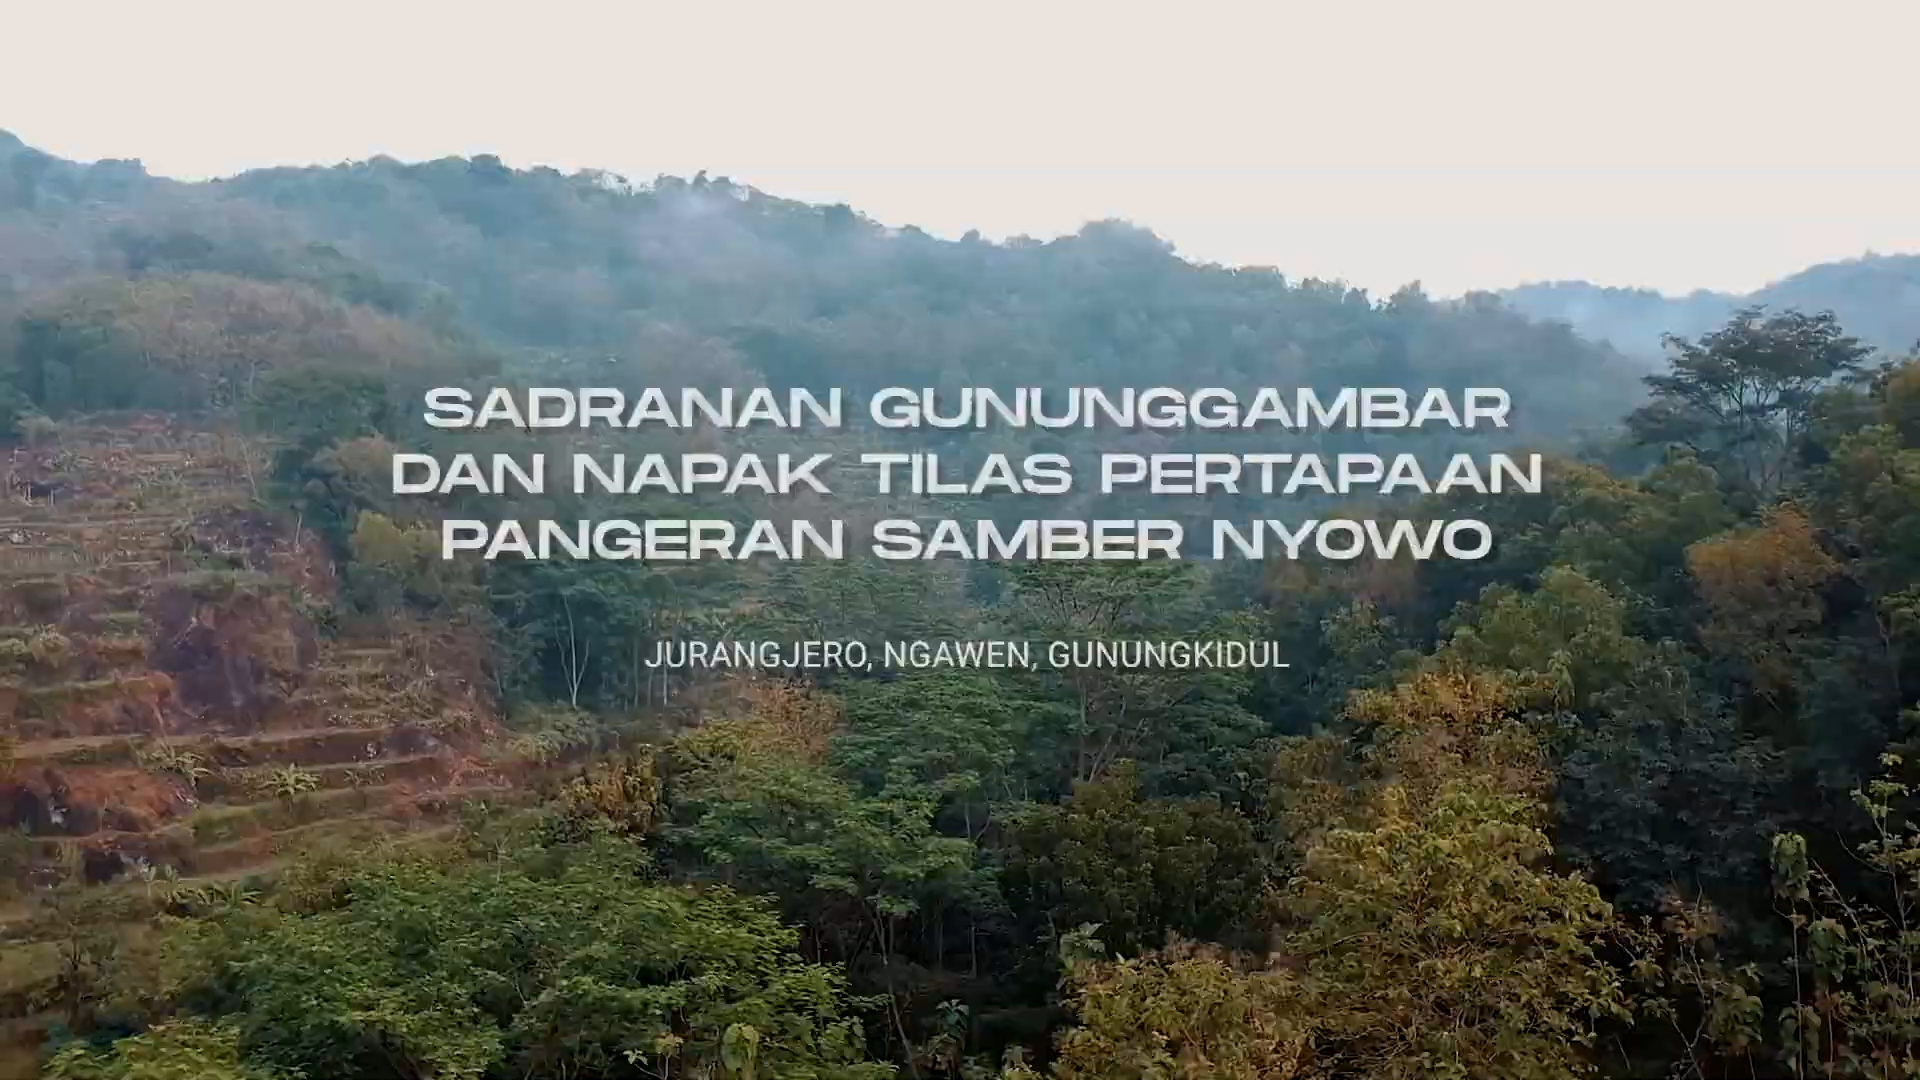 SADRANAN GUNUNGGAMBAR
DAN NAPAK TILAS PERTAPAAN
PANGERAN SAMBER NYOWO
JURANGJERO, NGAWEN, GUNUNGKIDUL